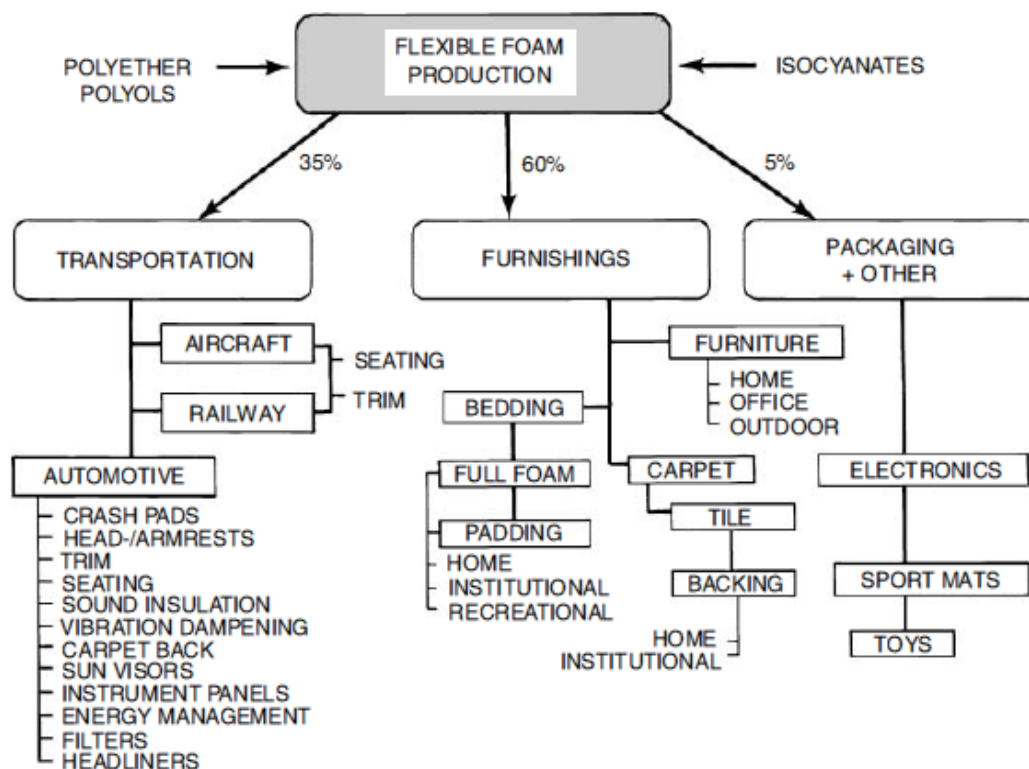 FLEXIBLE FOAM
PRODUCTION
POLYETHER
POLYOLS
ISOCYANATES
35%
60%
5%
TRANSPORTATION
FURNISHINGS
PACKAGING
+ OTHER
AIRCRAFT
SEATING
TRIM
RAILWAY
AUTOMOTIVE
CRASH PADS
HEAD-/ARMRESTS
TRIM
SEATING
SOUND INSULATION
VIBRATION DAMPENING
CARPET BACK
SUN VISORS
INSTRUMENT PANELS
ENERGY MANAGEMENT
FILTERS
HEADLINERS
FURNITURE
HOME
OFFICE
OUTDOOR
BEDDING
FULL FOAM
PADDING
HOME
INSTITUTIONAL
RECREATIONAL
CARPET
TILE
BACKING
HOME
INSTITUTIONAL
ELECTRONICS
SPORT MATS
TOYS